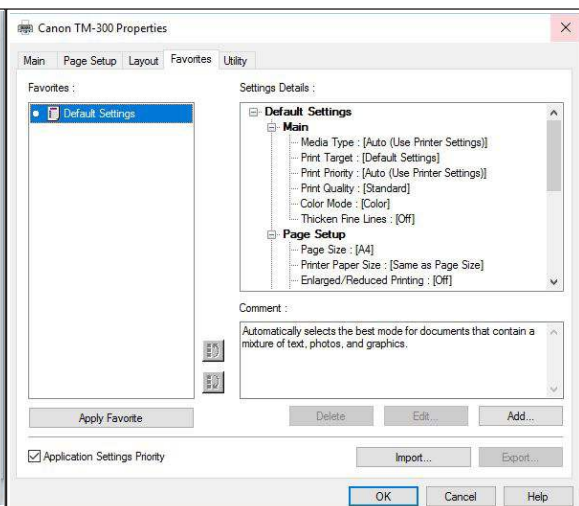 Canon TM-300 Properties
Main Page Setup Layout Favorites Utility
Favorites :
Default Settings
Apply Favorite
Settings Details :
Default Settings
Main
Media Type : [Auto (Use Printer Settings)]
Print Target : [Default Settings]
Print Priority : [Auto (Use Printer Settings)]
Print Quality : [Standard]
Color Mode : [Color]
Thicken Fine Lines : [Off]
Page Setup
Page Size : [A4]
Printer Paper Size : [Same as Page Size]
Enlarged/Reduced Printing : [Off]
Comment :
Automatically selects the best mode for documents that contain a
mixture of text, photos, and graphics.
Delete Edit... Add...
Application Settings Priority
Import... Export...
OK Cancel Help